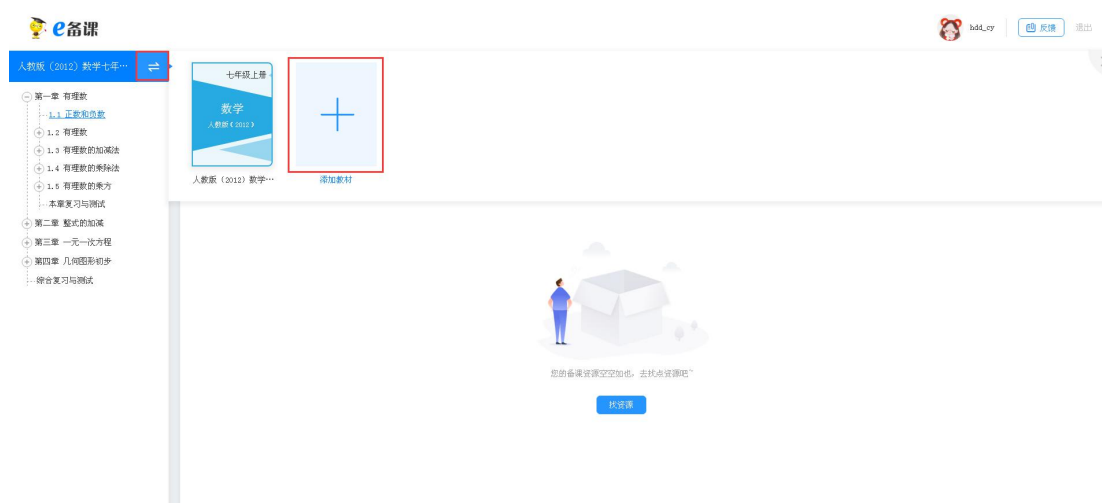 e备课
hdd_cy
反馈
退出
人教版（2012）数学七年…
第一章 有理数
1.1 正数和负数
1.2 有理数
1.3 有理数的加减法
1.4 有理数的乘除法
1.5 有理数的乘方
本章复习与测试
第二章 整式的加减
第三章 一元一次方程
第四章 几何图形初步
综合复习与测试
七年级上册
数学
人教版（2012）
人教版（2012）数学…
添加教材
您的备课资源空空如也，去找点资源吧~
找资源